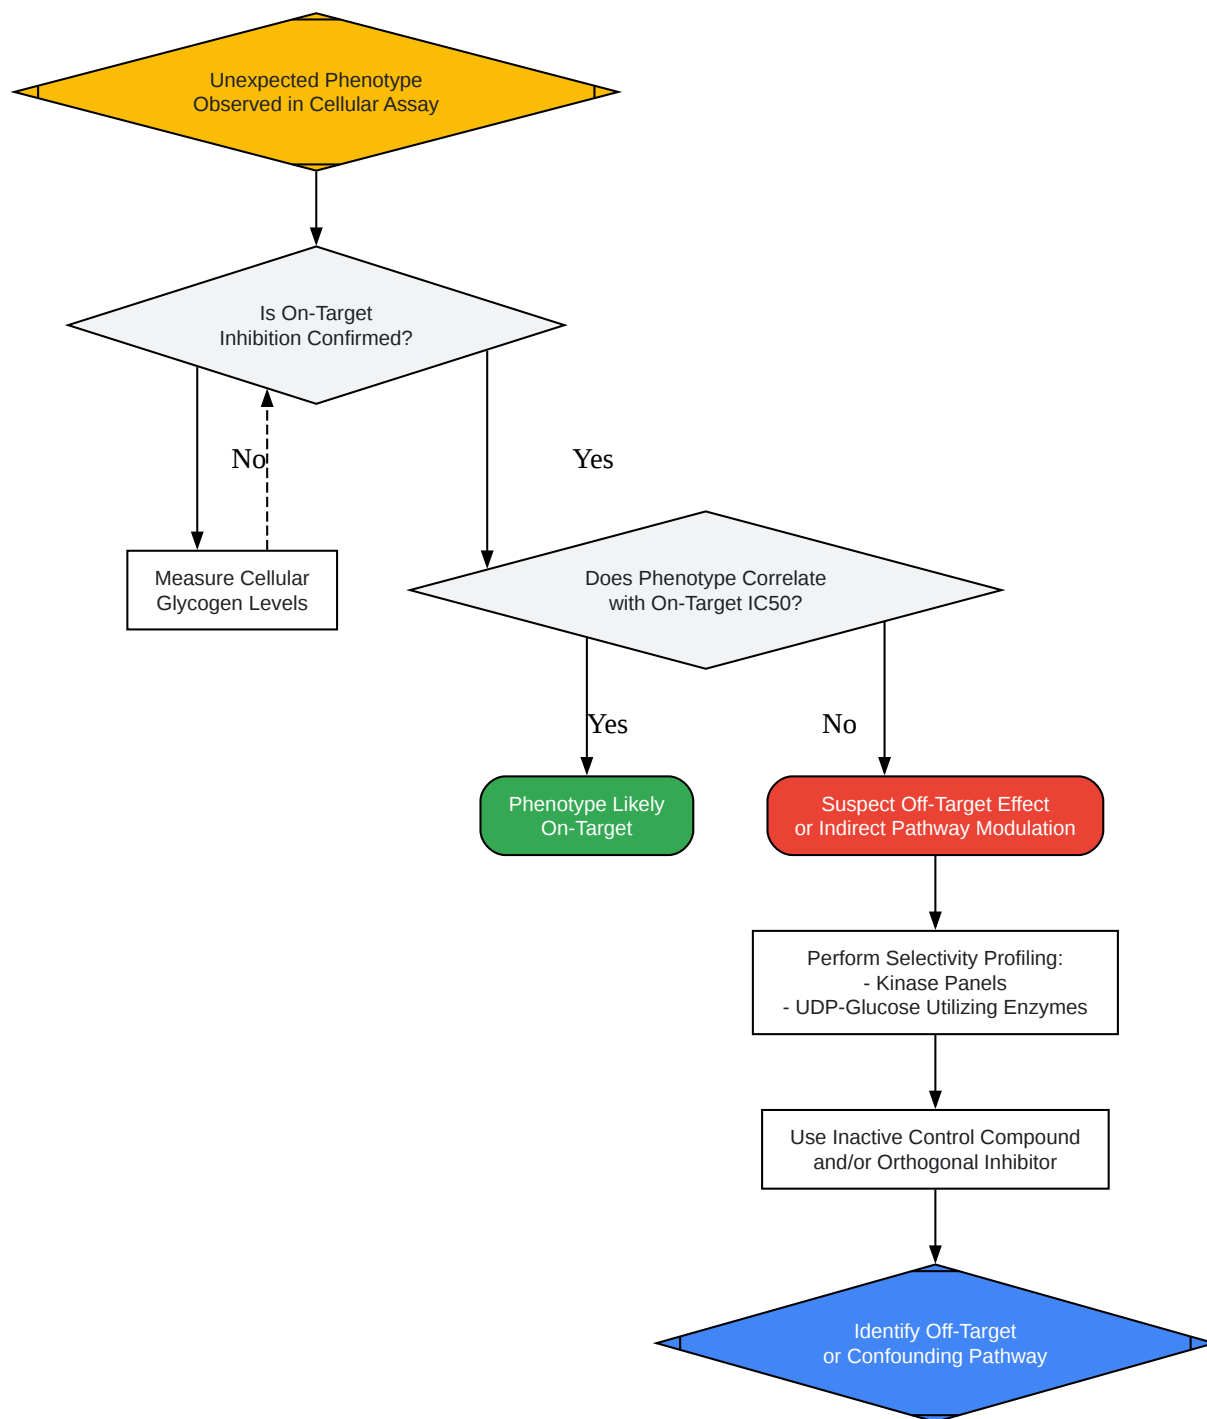 Unexpected Phenotype
Observed in Cellular Assay
Is On-Target
Inhibition Confirmed?
No
Yes
Measure Cellular
Glycogen Levels
Does Phenotype Correlate
with On-Target IC50?
Yes
No
Phenotype Likely
On-Target
Suspect Off-Target Effect
or Indirect Pathway Modulation
Perform Selectivity Profiling:
- Kinase Panels
- UDP-Glucose Utilizing Enzymes
Use Inactive Control Compound
and/or Orthogonal Inhibitor
Identify Off-Target
or Confounding Pathway